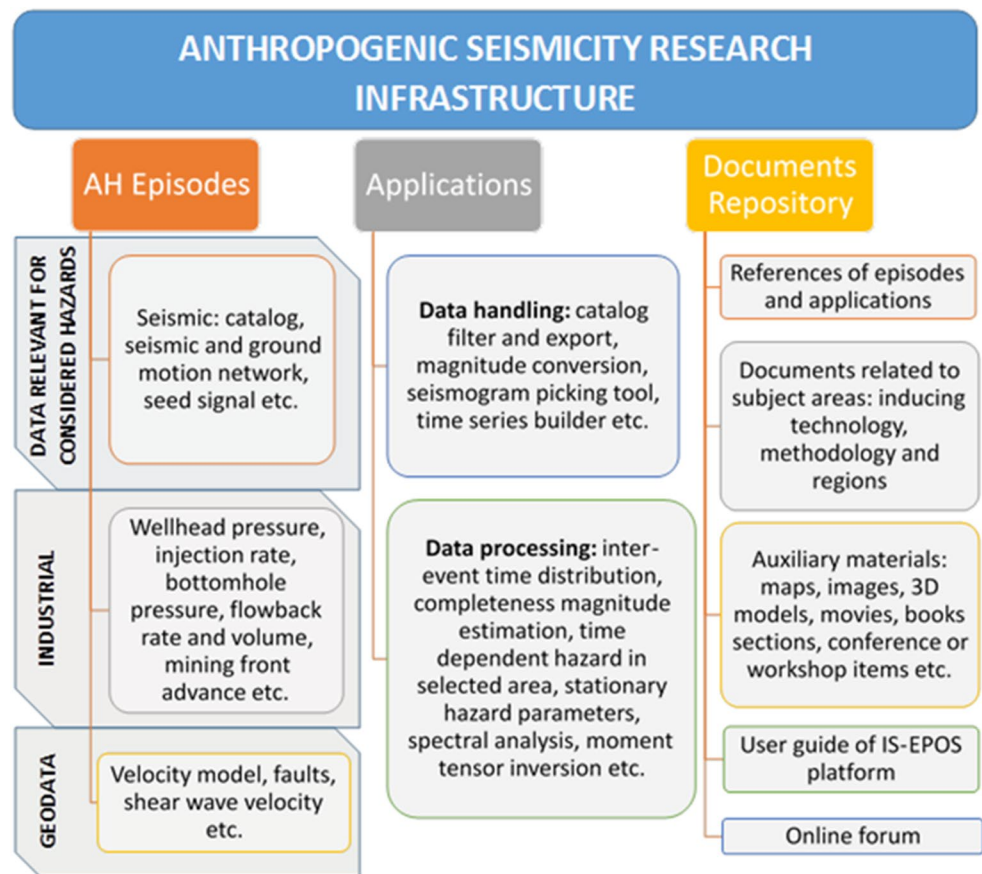 ANTHROPOGENIC SEISMICITY RESEARCH
INFRASTRUCTURE
AH Episodes
DATA RELEVANT FOR
CONSIDERED HAZARDS
Seismic: catalog,
seismic and ground
motion network,
seed signal etc.
INDUSTRIAL
Wellhead pressure,
injection rate,
bottomhole
pressure, flowback
rate and volume,
mining front
advance etc.
GEODATA
Velocity model, faults,
shear wave velocity
etc.
Applications
Data handling: catalog
filter and export,
magnitude conversion,
seismogram picking tool,
time series builder etc.
Data processing: inter-
event time distribution,
completeness magnitude
estimation, time
dependent hazard in
selected area, stationary
hazard parameters,
spectral analysis, moment
tensor inversion etc.
Documents
Repository
References of episodes
and applications
Documents related to
subject areas: inducing
technology,
methodology and
regions
Auxiliary materials:
maps, images, 3D
models, movies, books
sections, conference or
workshop items etc.
User guide of IS-EPOS
platform
Online forum